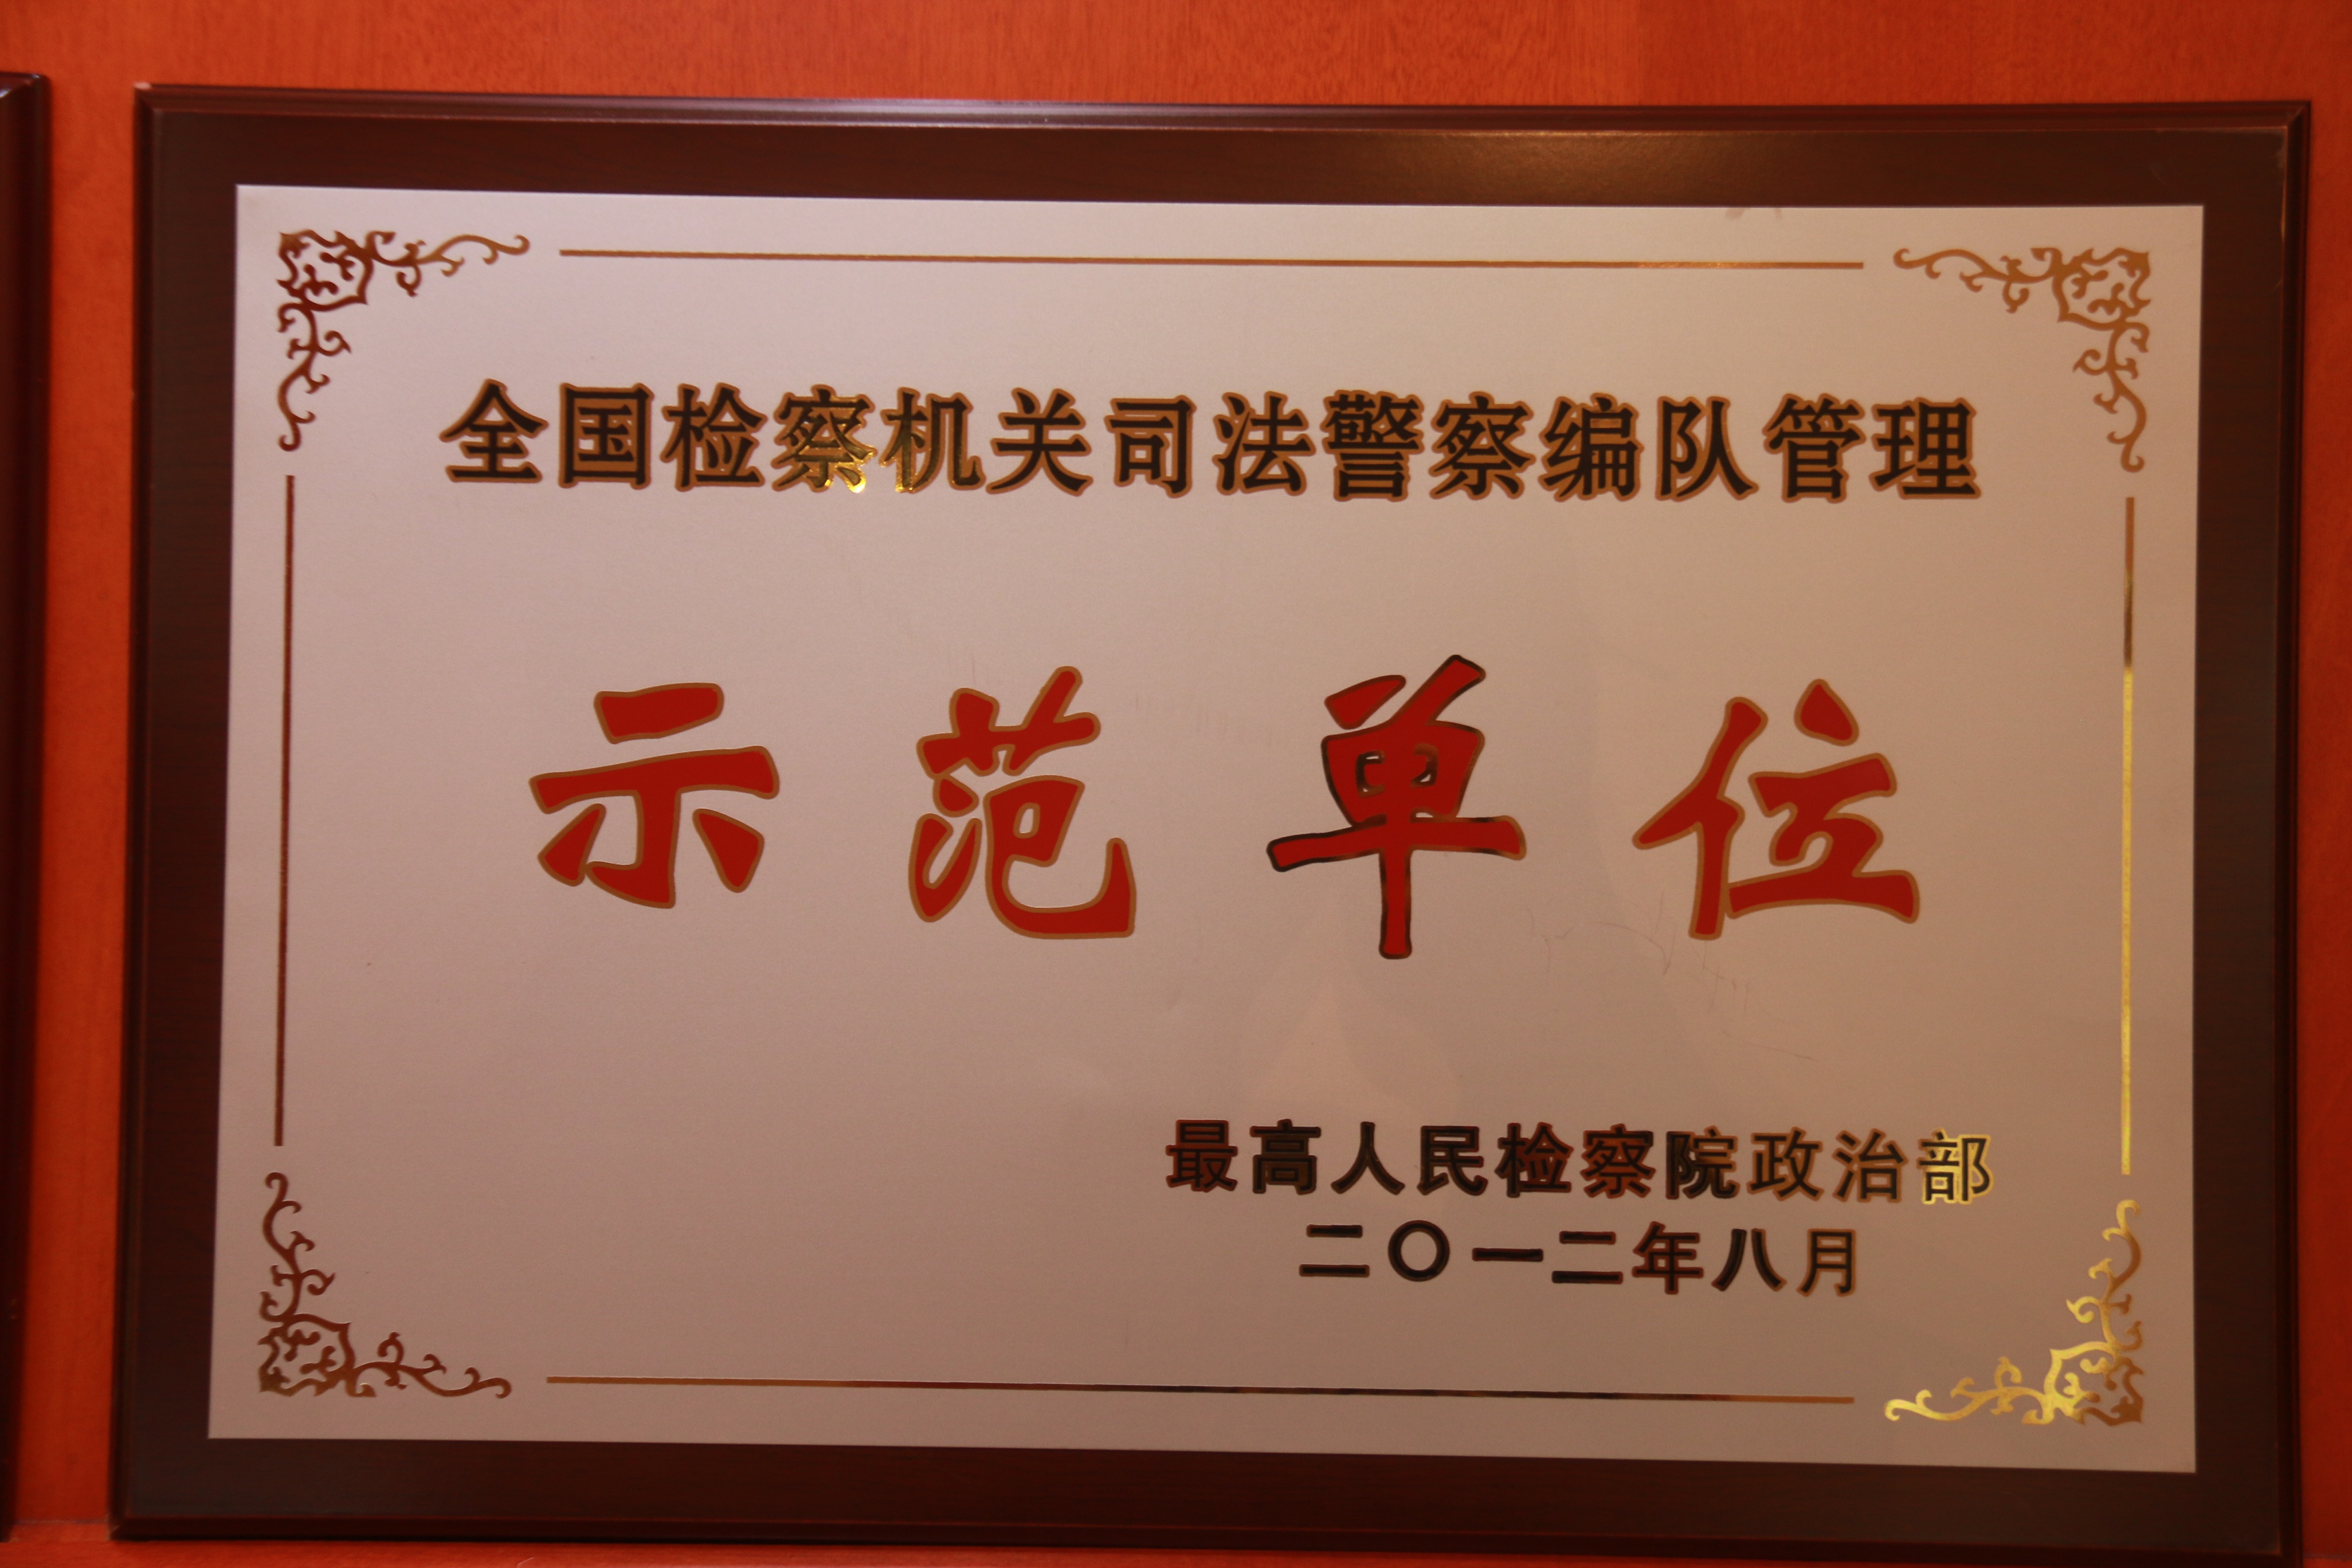 全国检察机关司法警察编队管理
示范单位
最高人民检察院政治部
二〇一二年八月